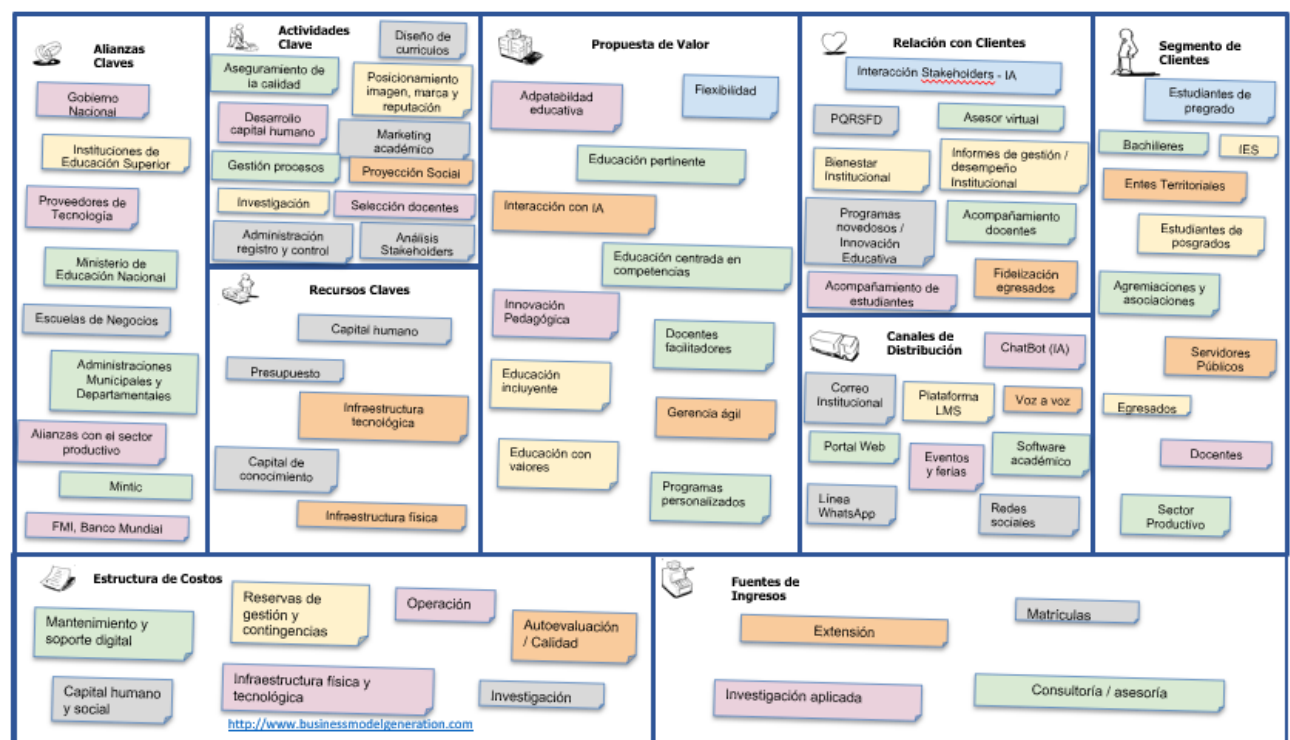 Alianzas
Claves
Gobierno
Nacional
Instituciones de
Educación Superior
Proveedores de
Tecnología
Ministerio de
Educación Nacional
Escuelas de Negocios
Administraciones
Municipales y
Departamentales
Alianzas con el sector
productivo
Mintic
FMI, Banco Mundial
Actividades
Clave
Diseño de
curriculos
Aseguramiento de
la calidad
Posicionamiento
imagen, marca y
reputación
Desarrollo
capital humano
Marketing
académico
Gestión procesos
Proyección Social
Investigación
Selección docentes
Administración
registro y control
Análisis
Stakeholders
Recursos Claves
Capital humano
Presupuesto
Infraestructura
tecnológica
Capital de
conocimiento
Infraestructura física
Propuesta de Valor
Adpatabildad
educativa
Flexibilidad
Educación pertinente
Interacción con IA
Educación centrada en
competencias
Innovación
Pedagógica
Docentes
facilitadores
Educación
incluyente
Gerencia ágil
Educación con
valores
Programas
personalizados
Relación con Clientes
Interacción Stakeholders - IA
PQRSFD
Asesor virtual
Bienestar
Institucional
Informes de gestión /
desempeño
Institucional
Programas
novedosos /
Innovación
Educativa
Acompañamiento
docentes
Acompañamiento de
estudiantes
Fidelización
egresados
Canales de
Distribución
ChatBot (IA)
Correo
Institucional
Plataforma
LMS
Voz a voz
Portal Web
Eventos
y ferias
Software
académico
Línea
WhatsApp
Redes
sociales
Segmento de
Clientes
Estudiantes de
pregrado
Bachilleres
IES
Entes Territoriales
Estudiantes de
posgrados
Agremiaciones y
asociaciones
Servidores
Públicos
Egresados
Docentes
Sector
Productivo
Estructura de Costos
Mantenimiento y
soporte digital
Reservas de
gestión y
contingencias
Operación
Autoevaluación
/ Calidad
Capital humano
y social
Infraestructura física y
tecnológica
Investigación
http://www.businessmodelgeneration.com
Fuentes de
Ingresos
Extensión
Matrículas
Investigación aplicada
Consultoría / asesoría